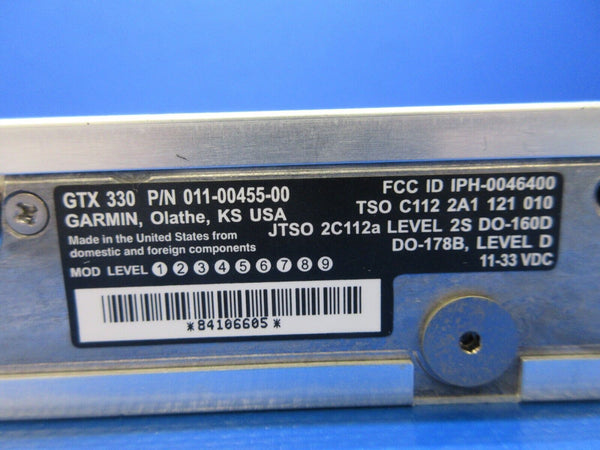 GTX 330 P/N 011-00455-00
GARMIN, Olathe, KS USA
Made in the United States from
domestic and foreign components
MOD LEVEL 1 2 3 4 5 6 7 8 9
*84106605*
FCC ID IPH-0046400
TSO C112 2A1 121 010
JTSO 2C112a LEVEL 2S DO-160D
DO-178B, LEVEL D
11-33 VDC